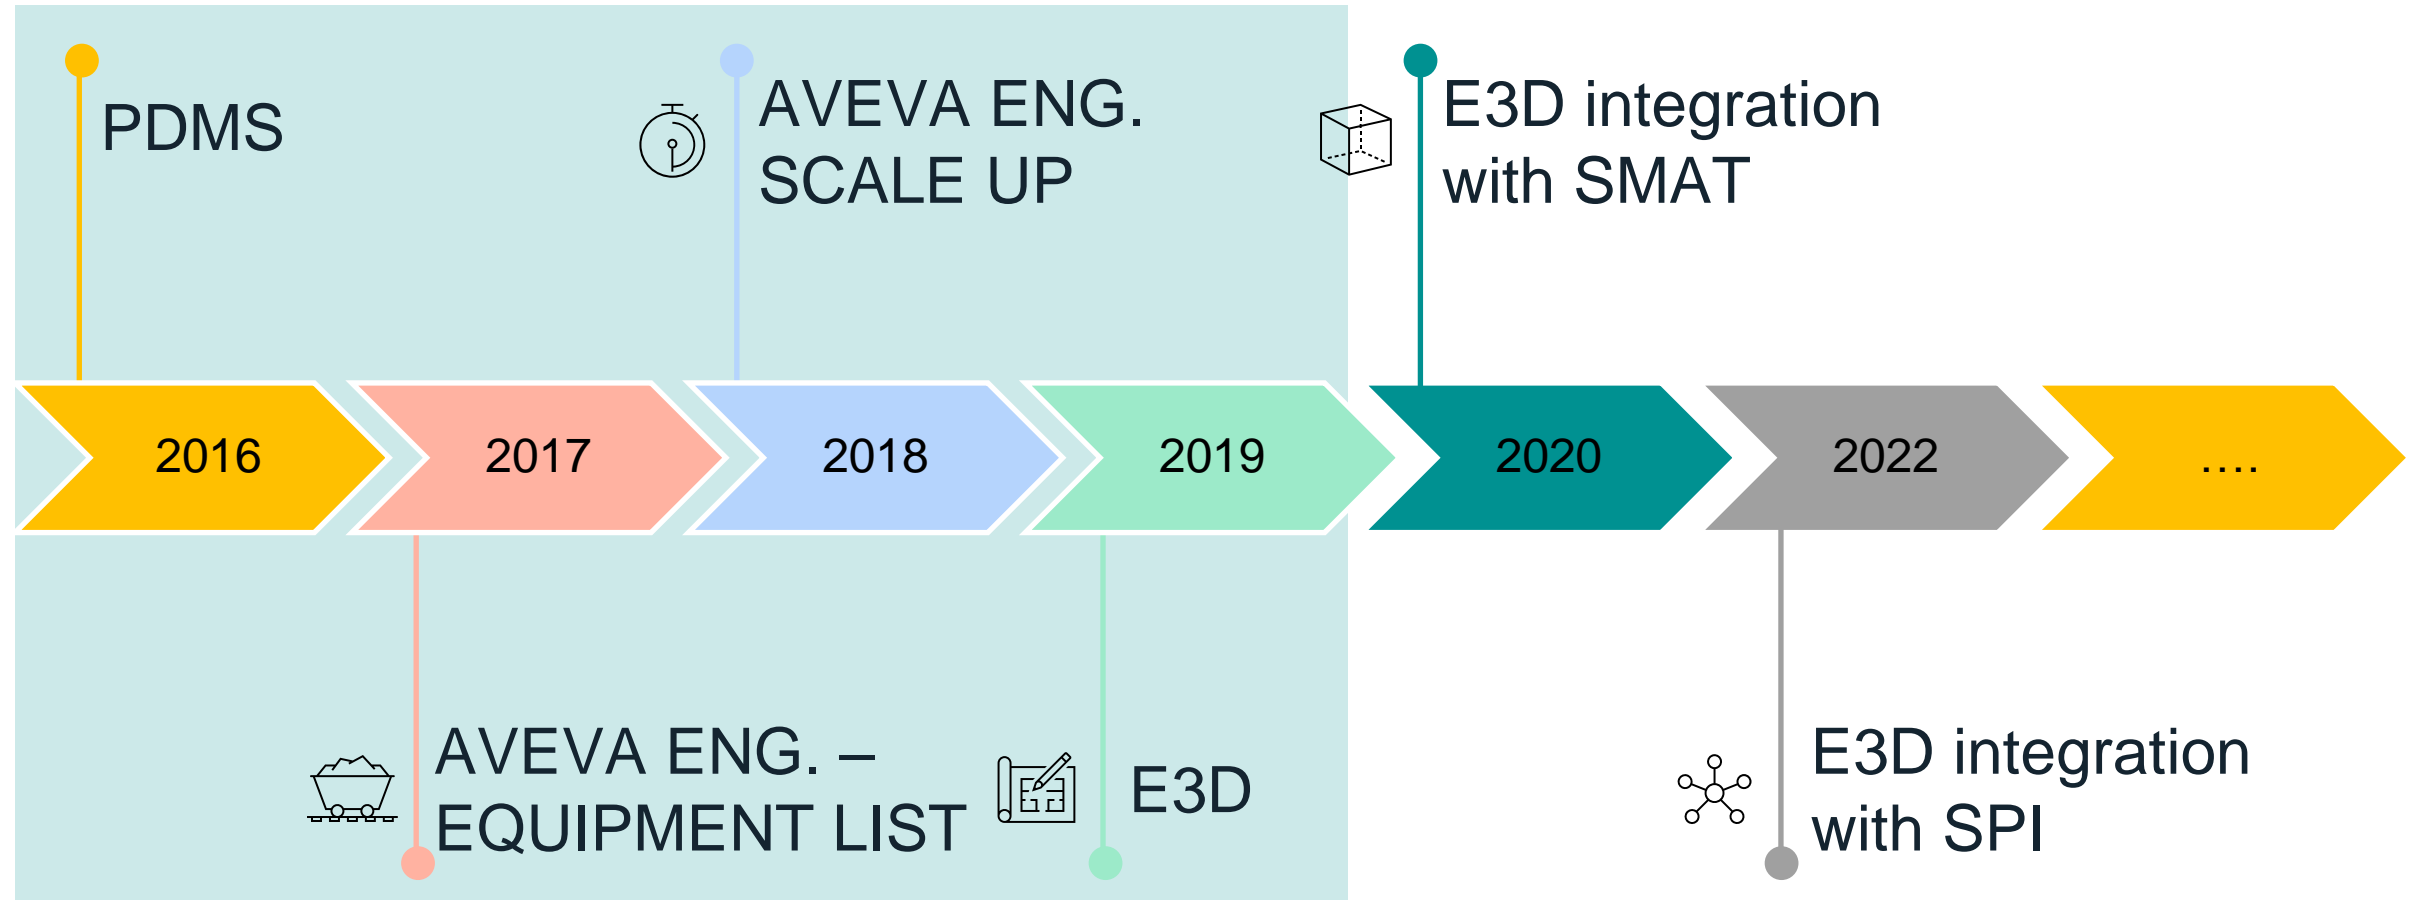 PDMS
AVEVA ENG.
SCALE UP
E3D integration
with SMAT
2016
2017
2018
2019
2020
2022
....
AVEVA ENG. –
EQUIPMENT LIST
E3D
E3D integration
with SPI